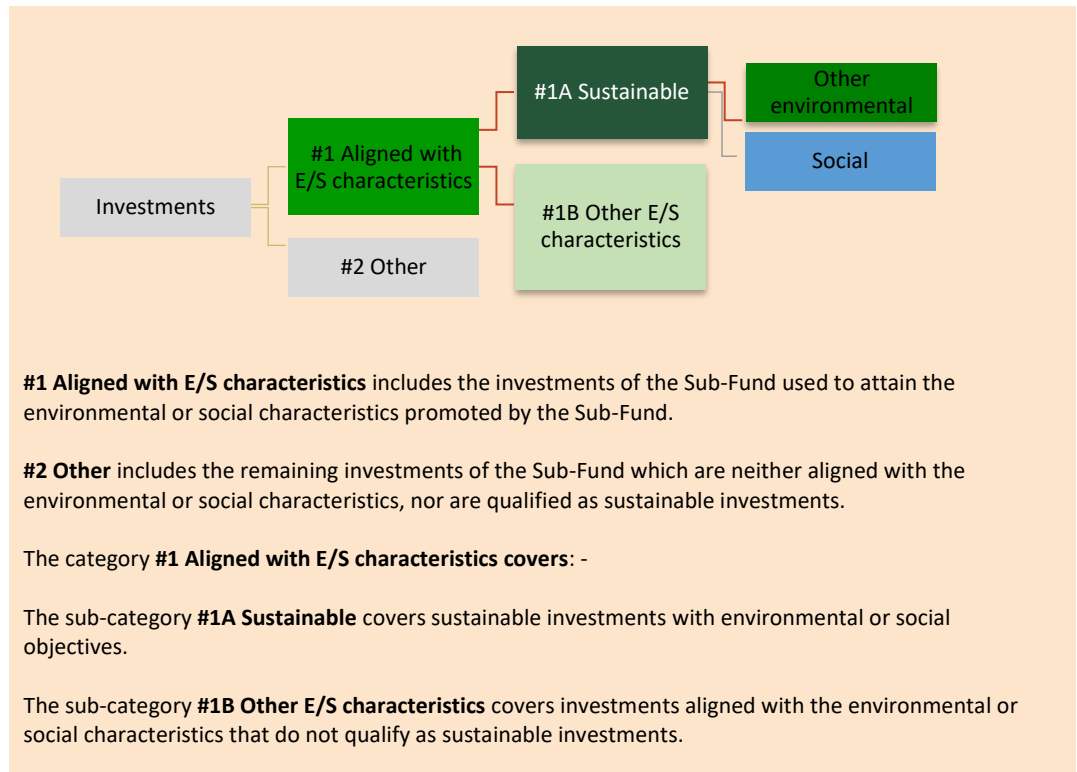 #1A Sustainable
Other
environmental
#1 Aligned with
E/S characteristics
Social
Investments
#1B Other E/S
characteristics
#2 Other
#1 Aligned with E/S characteristics includes the investments of the Sub-Fund used to attain the
environmental or social characteristics promoted by the Sub-Fund.
#2 Other includes the remaining investments of the Sub-Fund which are neither aligned with the
environmental or social characteristics, nor are qualified as sustainable investments.
The category #1 Aligned with E/S characteristics covers: -
The sub-category #1A Sustainable covers sustainable investments with environmental or social
objectives.
The sub-category #1B Other E/S characteristics covers investments aligned with the environmental or
social characteristics that do not qualify as sustainable investments.